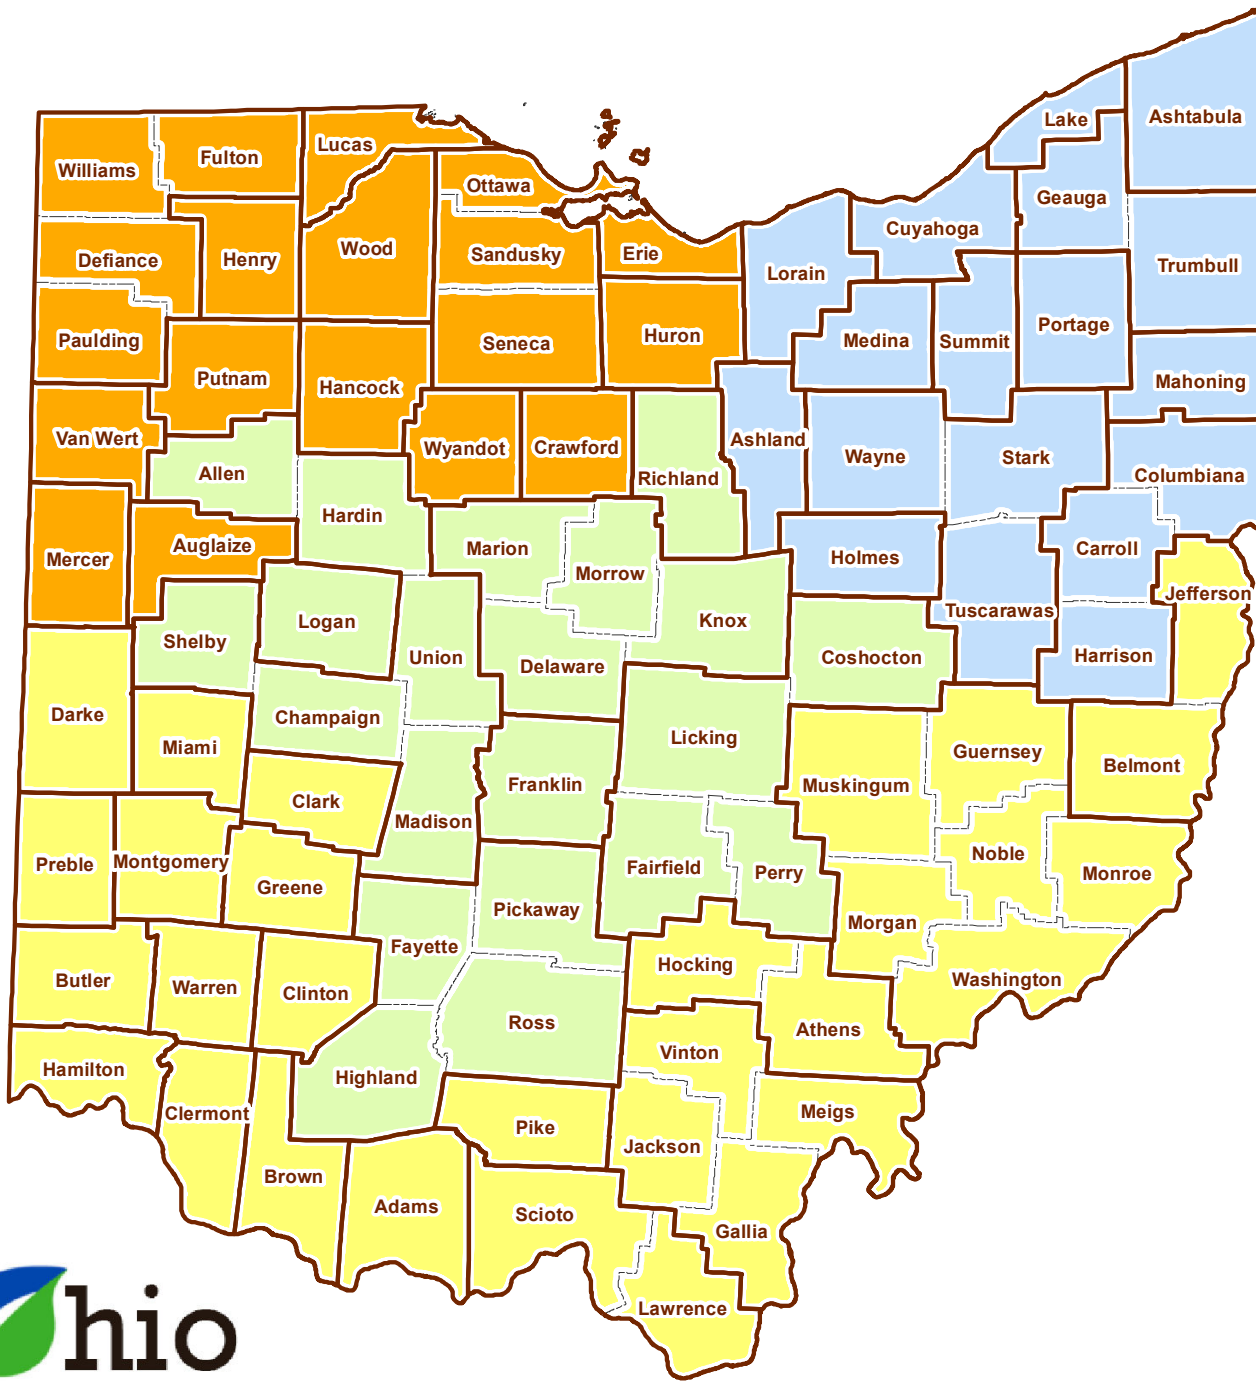 Lake
Ashtabula
Lucas
Fulton
Williams
Ottawa
Geauga
Cuyahoga
Wood
Sandusky
Erie
Henry
Defiance
Lorain
Trumbull
Portage
Huron
Seneca
Medina
Summit
Paulding
Putnam
Hancock
Mahoning
Van Wert
Wyandot
Crawford
Ashland
Wayne
Stark
Allen
Richland
Columbiana
Hardin
Auglaize
Marion
Carroll
Mercer
Holmes
Morrow
Jefferson
Tuscarawas
Logan
Knox
Shelby
Union
Delaware
Coshocton
Harrison
Darke
Champaign
Miami
Licking
Guernsey
Belmont
Franklin
Muskingum
Clark
Madison
Noble
Preble
Montgomery
Fairfield
Perry
Monroe
Greene
Pickaway
Morgan
Fayette
Hocking
Butler
Warren
Clinton
Washington
Ross
Athens
Vinton
Hamilton
Highland
Clermont
Meigs
Pike
Jackson
Brown
Adams
Scioto
Gallia
Lawrence
hio